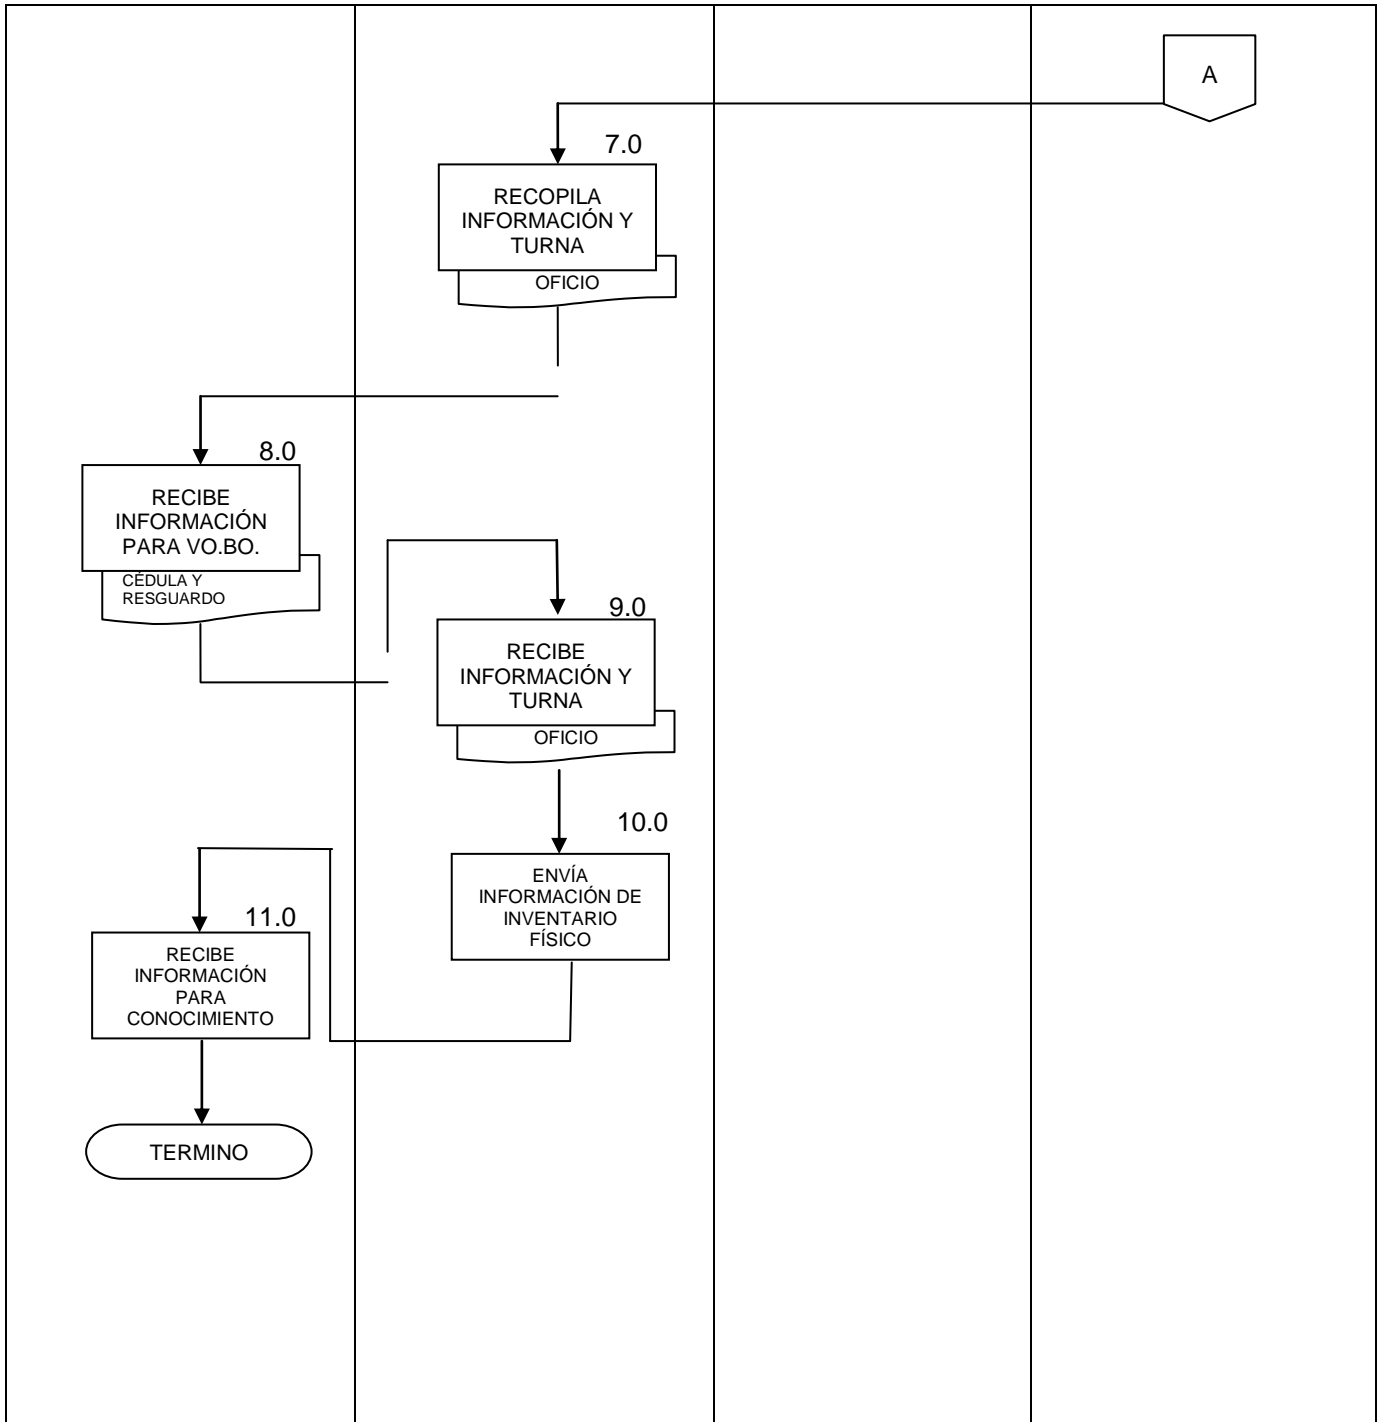 A
7.0
RECOPILA
INFORMACIÓN Y
TURNA
OFICIO
8.0
RECIBE
INFORMACIÓN
PARA VO.BO.
CÉDULA Y
RESGUARDO
9.0
RECIBE
INFORMACIÓN Y
TURNA
OFICIO
10.0
ENVÍA
INFORMACIÓN DE
INVENTARIO
FÍSICO
11.0
RECIBE
INFORMACIÓN
PARA
CONOCIMIENTO
TERMINO